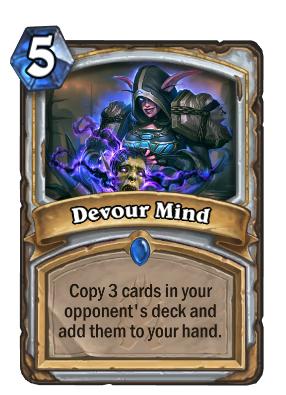 5
Devour Mind
Copy 3 cards in your
opponent's deck and
add them to your hand.